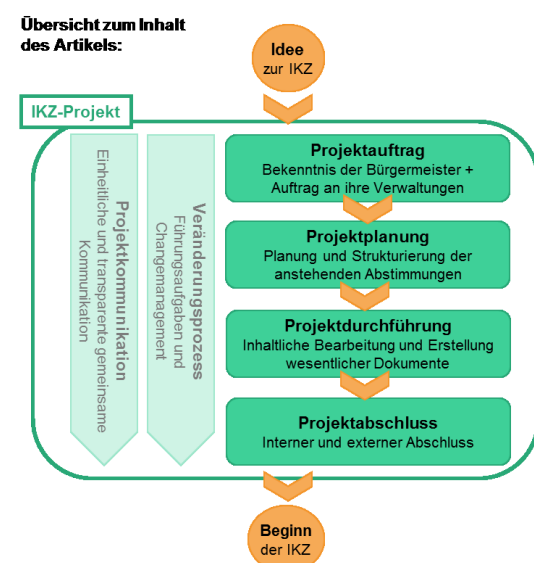 Übersicht zum Inhalt
des Artikels:
Idee
zur IKZ
IKZ-Projekt
Projektkommunikation
Einheitliche und transparente gemeinsame
Kommunikation
Veränderungsprozess
Führungsaufgaben und
Changemanagement
Projektauftrag
Bekenntnis der Bürgermeister +
Auftrag an ihre Verwaltungen
Projektplanung
Planung und Strukturierung der
anstehenden Abstimmungen
Projektdurchführung
Inhaltliche Bearbeitung und Erstellung
wesentlicher Dokumente
Projektabschluss
Interner und externer Abschluss
Beginn
der IKZ